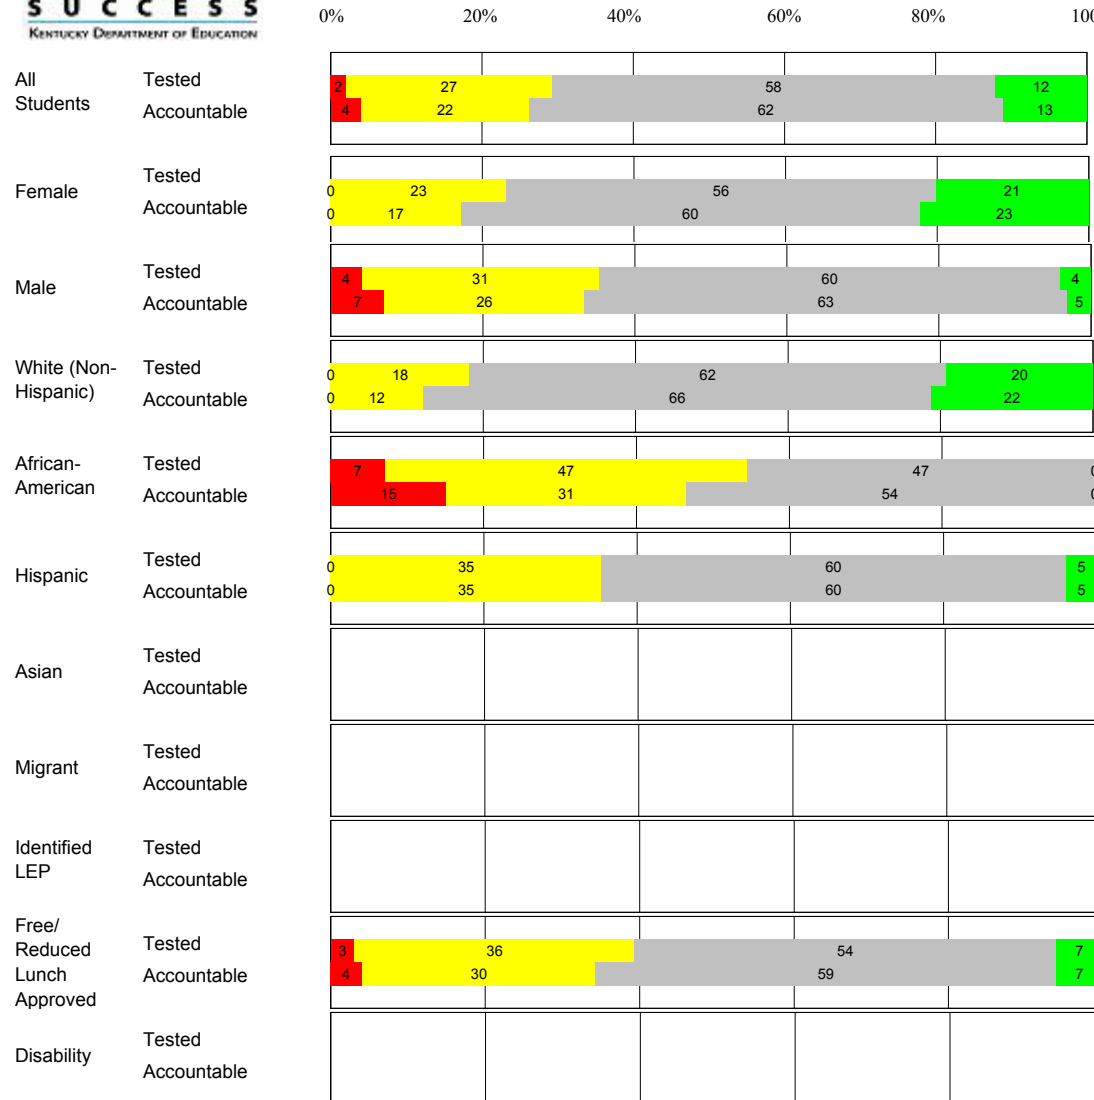 S U C C E S S
KENTUCKY DEPARTMENT OF EDUCATION
0% 20% 40% 60% 80% 100
All Students Tested 2 27 58 12
Accountable 4 22 62 13
Female Tested 0 23 56 21
Accountable 0 17 60 23
Male Tested 4 31 60 4
Accountable 7 26 63 5
White (Non-
Hispanic) Tested 0 18 62 20
Accountable 0 12 66 22
African-
American Tested 7 47 47 0
Accountable 15 31 54 0
Hispanic Tested 0 35 60 5
Accountable 0 35 60 5
Asian Tested
Accountable
Migrant Tested
Accountable
Identified
LEP Tested
Accountable
Free/
Reduced
Lunch
Approved Tested 3 36 54 7
Accountable 4 30 59 7
Disability Tested
Accountable